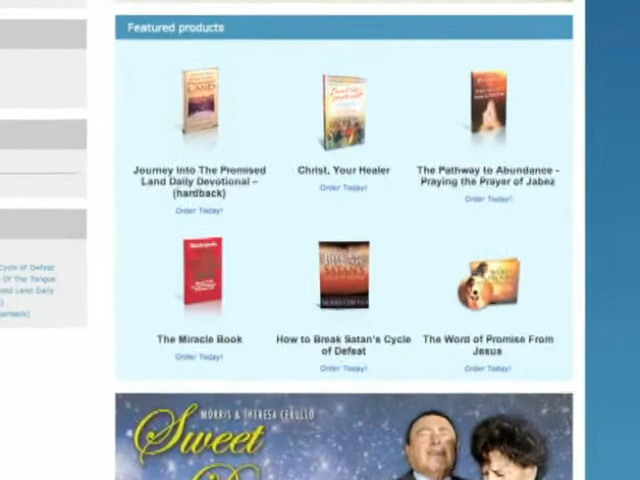 Featured products
Journey Into The Promised
Land Daily Devotional –
(hardback)
Order Today!
Christ, Your Healer
Order Today!
The Pathway to Abundance -
Praying the Prayer of Jabez
Order Today!
The Miracle Book
Order Today!
How to Break Satan's Cycle
of Defeat
Order Today!
The Word of Promise From
Jesus
Order Today!
Cycle of Defeat
Of The Tongue
Land Daily
MORRIS & THERESA CERULLO
Sweet